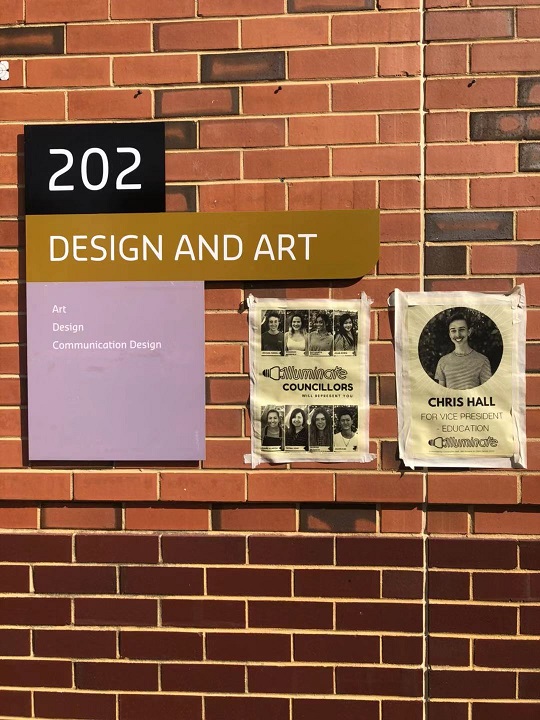 202
DESIGN AND ART
Art
Design
Communication Design
illuminate
COUNCILLORS
WILL REPRESENT YOU
CHRIS HALL
FOR VICE PRESIDENT
- EDUCATION
illuminate